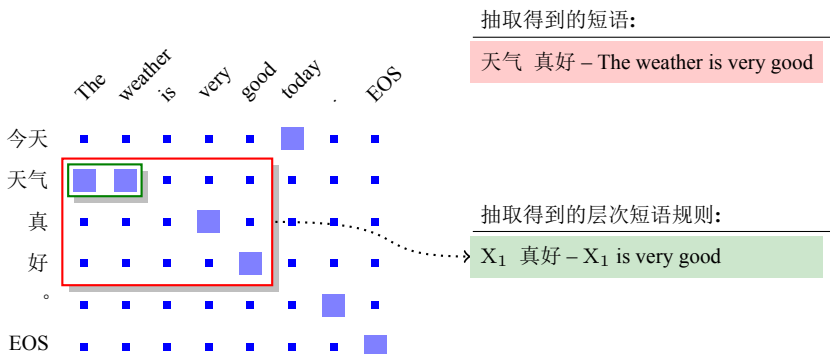 抽取得到的短语:
天气 真好 – The weather is very good
The weather is very good today . EOS
今天
天气
真
好
。
EOS
抽取得到的层次短语规则:
X₁ 真好 – X₁ is very good